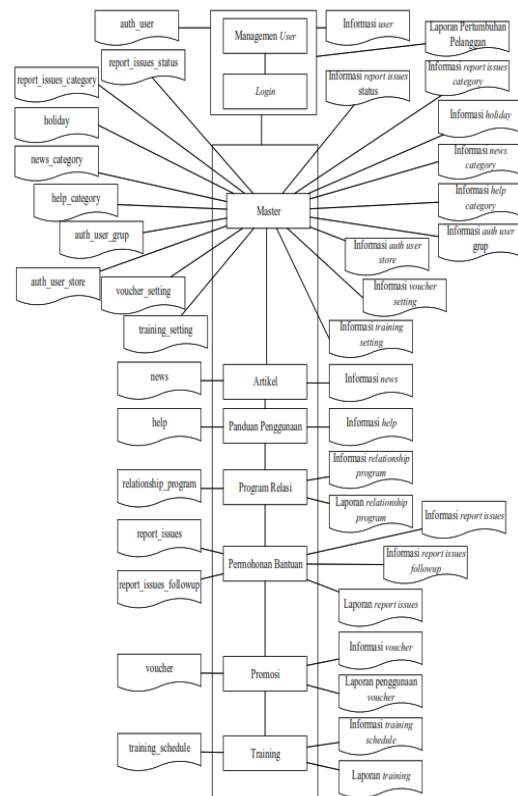 auth_user
Managemen User
Informasi user
Laporan Pertumbuhan
Pelanggan
report_issues_status
Login
Informasi report issues
status
Informasi report issues
category
report_issues_category
holiday
Informasi holiday
news_category
Informasi news
category
help_category
Master
Informasi help
category
auth_user_grup
Informasi auth user
grup
auth_user_store
Informasi auth user
store
voucher_setting
Informasi voucher
setting
training_setting
Informasi training
setting
news
Artikel
Informasi news
help
Panduan Penggunaan
Informasi help
relationship_program
Program Relasi
Informasi relationship
program
Laporan relationship
program
report_issues
Informasi report issues
Permohonan Bantuan
Informasi report issues
followup
report_issues_followup
Laporan report issues
voucher
Promosi
Informasi voucher
Laporan penggunaan
voucher
training_schedule
Training
Informasi training
schedule
Laporan training